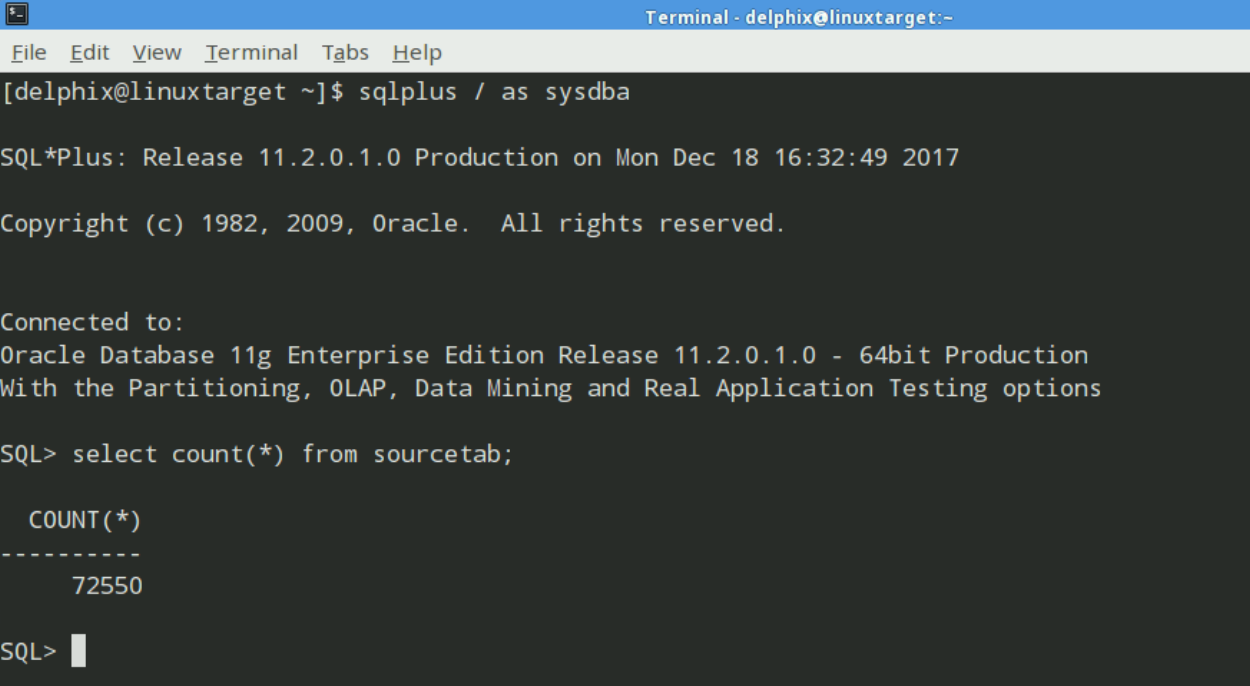 Terminal - delphix@linuxtarget:~
File Edit View Terminal Tabs Help
[delphix@linuxtarget ~]$ sqlplus / as sysdba
SQL*Plus: Release 11.2.0.1.0 Production on Mon Dec 18 16:32:49 2017
Copyright (c) 1982, 2009, Oracle.  All rights reserved.
Connected to:
Oracle Database 11g Enterprise Edition Release 11.2.0.1.0 - 64bit Production
With the Partitioning, OLAP, Data Mining and Real Application Testing options
SQL> select count(*) from sourcetab;
  COUNT(*)
----------
     72550
SQL>